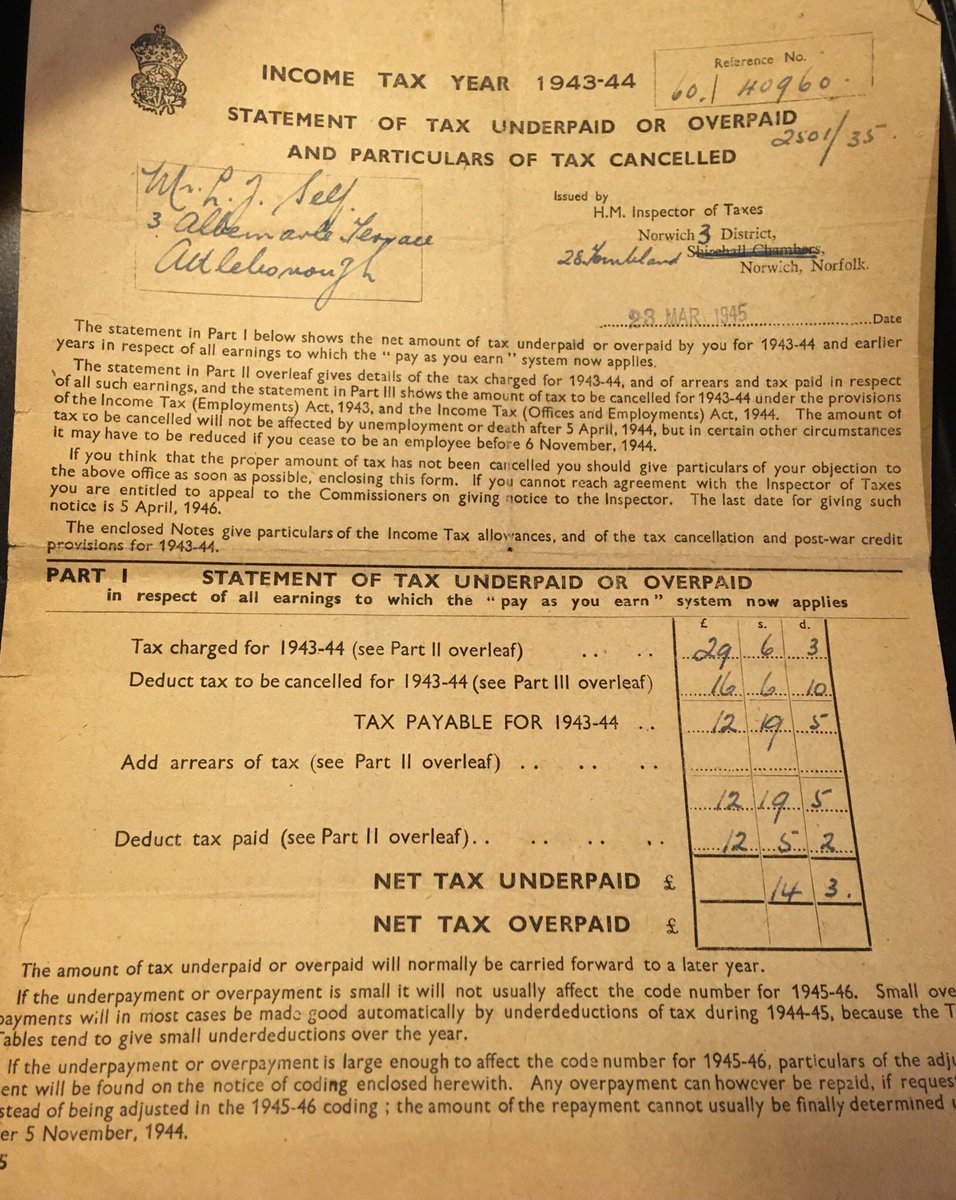 INCOME TAX YEAR 1943-44
Reference No.
60.1 40960.
STATEMENT OF TAX UNDERPAID OR OVERPAID
2501/35.
AND PARTICULARS OF TAX CANCELLED
Mr. L. J. Self.
3 Albemarle Terrace
Attleborough
Issued by
H.M. Inspector of Taxes
Norwich 3 District,
28 Tombland Shirehall Chambers,
Norwich, Norfolk.
23 MAR 1945 Date
The statement in Part I below shows the net amount of tax underpaid or overpaid by you for 1943-44 and earlier
years in respect of all earnings to which the "pay as you earn" system now applies.
The statement in Part II overleaf gives details of the tax charged for 1943-44, and of arrears and tax paid in respect
of all such earnings, and the statement in Part III shows the amount of tax to be cancelled for 1943-44 under the provisions
of the Income Tax (Employments) Act, 1943, and the Income Tax (Offices and Employments) Act, 1944. The amount of
tax to be cancelled will not be affected by unemployment or death after 5 April, 1944, but in certain other circumstances
it may have to be reduced if you cease to be an employee before 6 November, 1944.
If you think that the proper amount of tax has not been cancelled you should give particulars of your objection to
the above office as soon as possible, enclosing this form. If you cannot reach agreement with the Inspector of Taxes
you are entitled to appeal to the Commissioners on giving notice to the Inspector. The last date for giving such
notice is 5 April, 1946.
The enclosed Notes give particulars of the Income Tax allowances, and of the tax cancellation and post-war credit
provisions for 1943-44.
PART I STATEMENT OF TAX UNDERPAID OR OVERPAID
in respect of all earnings to which the "pay as you earn" system now applies
£ s. d.
Tax charged for 1943-44 (see Part II overleaf) .. .. 29 6 3
Deduct tax to be cancelled for 1943-44 (see Part III overleaf) 16 6 10
TAX PAYABLE FOR 1943-44 .. 12 19 5
Add arrears of tax (see Part II overleaf) .. .. ..
12 19 5
Deduct tax paid (see Part II overleaf).. .. .. .. 12 5 2
NET TAX UNDERPAID £ 14 3.
NET TAX OVERPAID £
The amount of tax underpaid or overpaid will normally be carried forward to a later year.
If the underpayment or overpayment is small it will not usually affect the code number for 1945-46. Small over
payments will in most cases be made good automatically by underdeductions of tax during 1944-45, because the T
Tables tend to give small underdeductions over the year.
If the underpayment or overpayment is large enough to affect the code number for 1945-46, particulars of the adju
ent will be found on the notice of coding enclosed herewith. Any overpayment can however be repaid, if reques
stead of being adjusted in the 1945-46 coding ; the amount of the repayment cannot usually be finally determined
er 5 November, 1944.
5